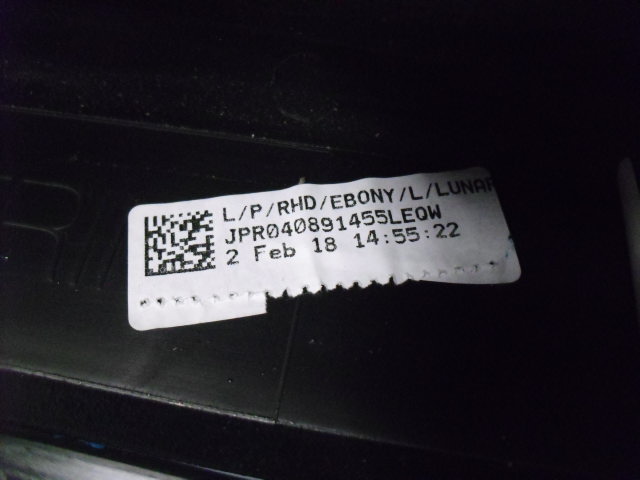 L/P/RHD/EBONY/L/LUNAR
JPR040891455LEQW
2 Feb 18 14:55:22